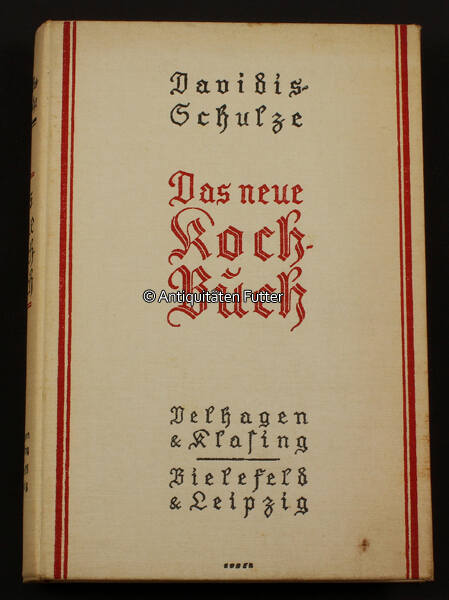 Davidis-
Schulze
Das neue
Koch-
Buch
© Antiquitäten Futter
Velhagen
& Klasing
Bielefeld
& Leipzig